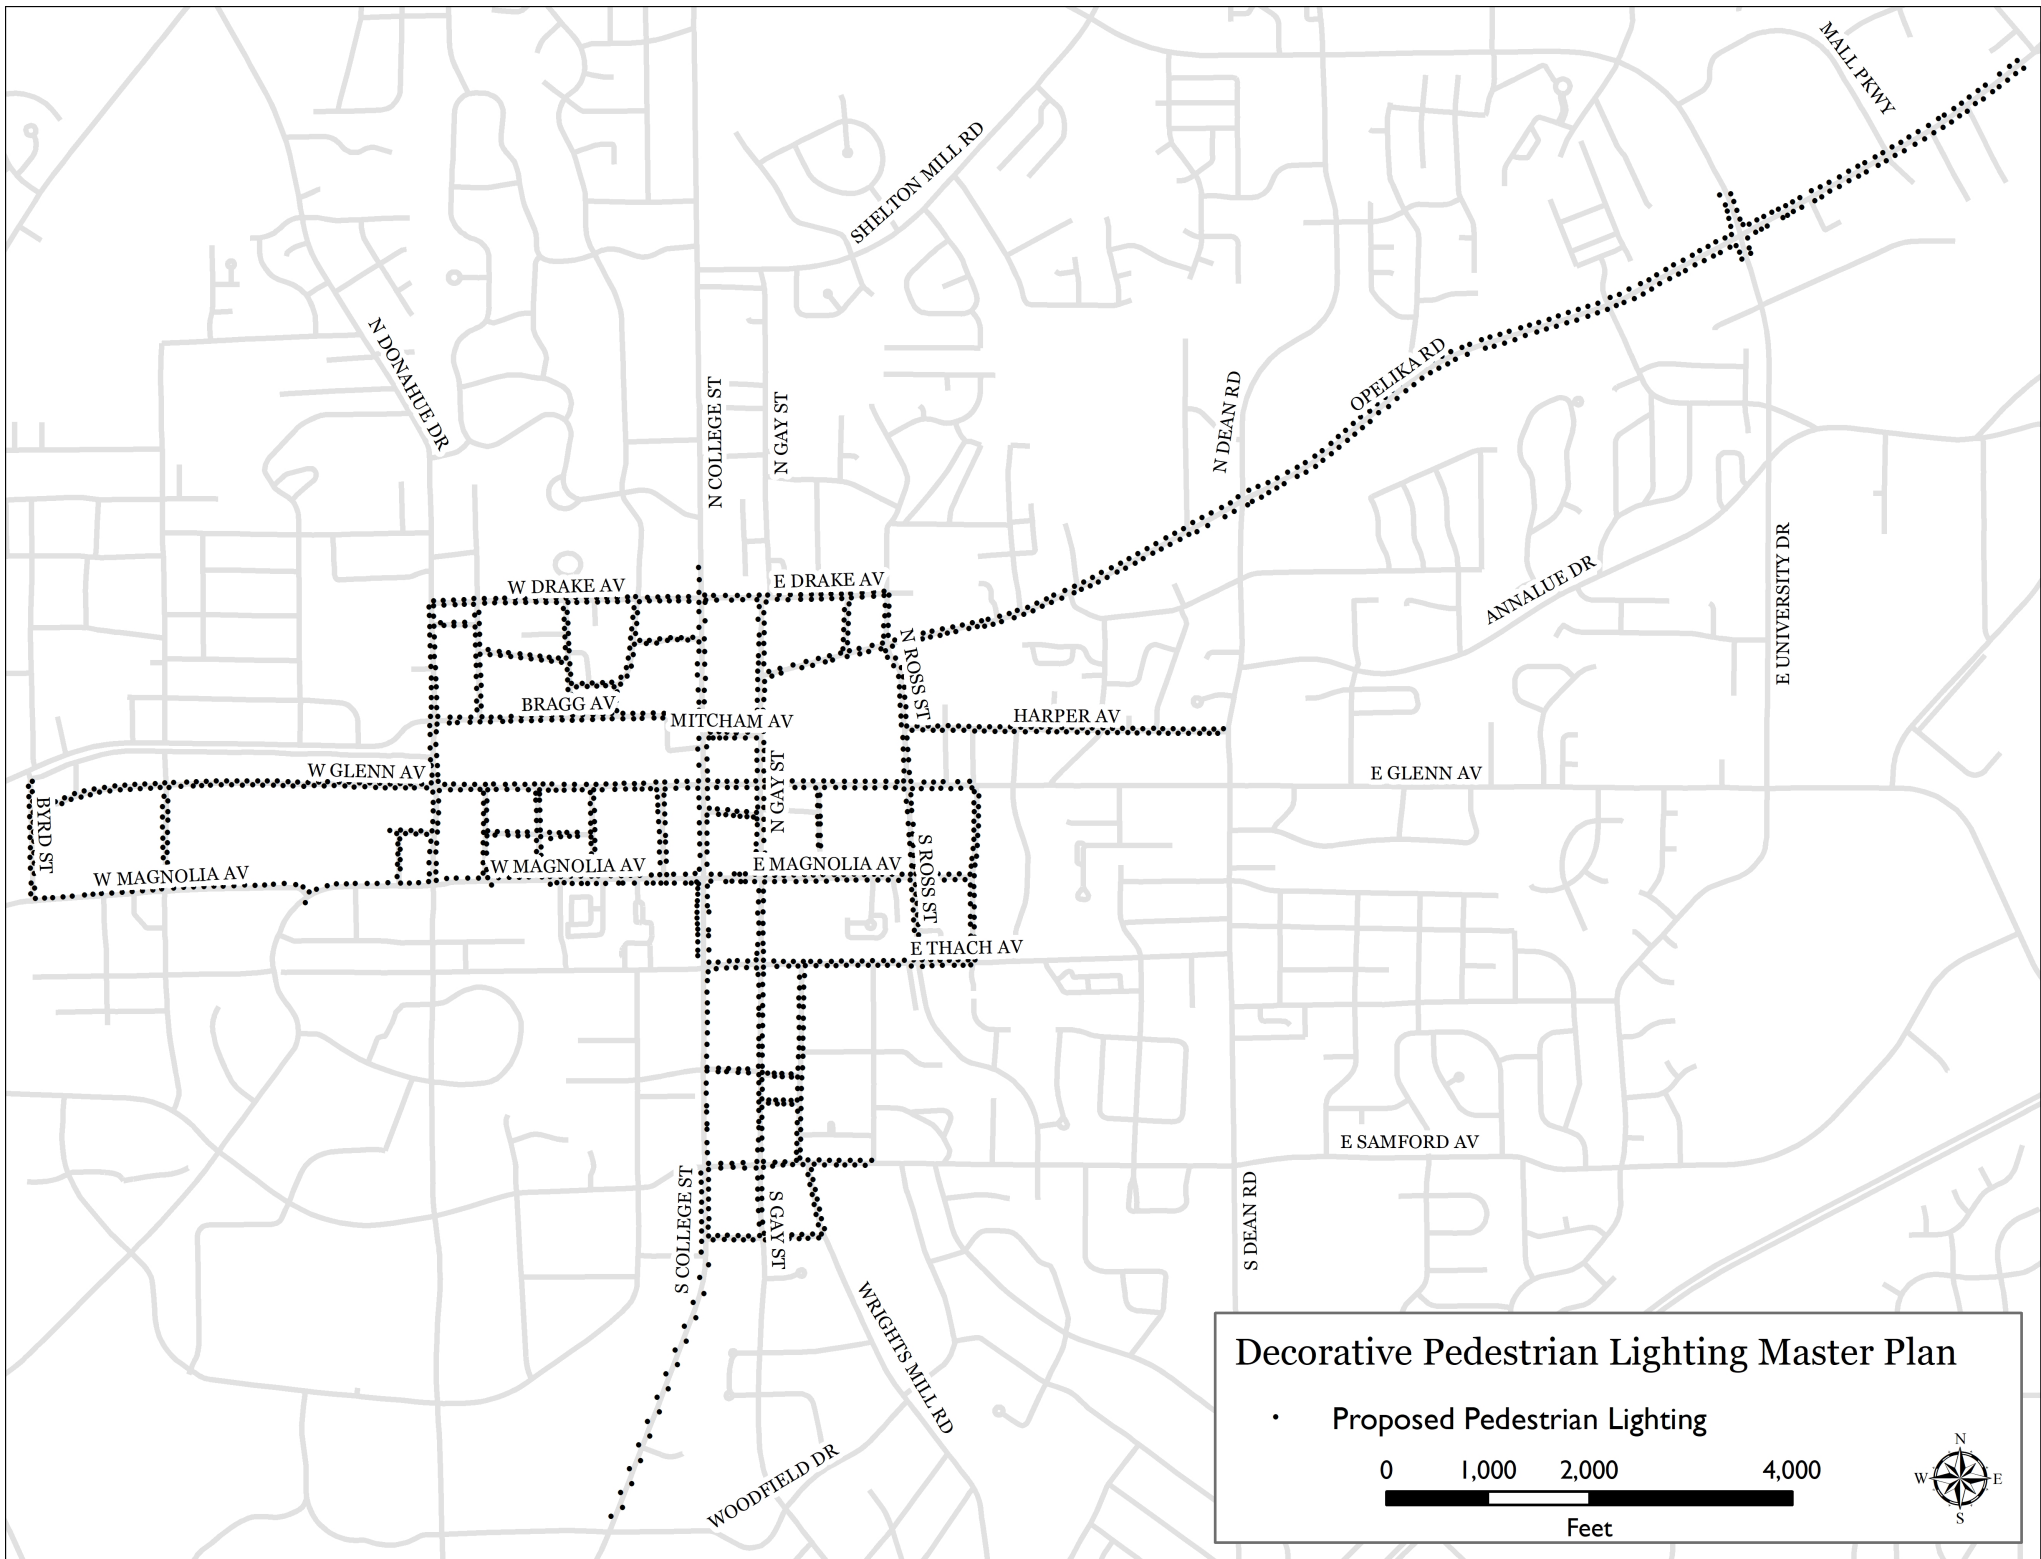 MALL PKWY
SHELTON MILL RD
N DONAHUE DR
N COLLEGE ST
N GAY ST
N DEAN RD
OPELIKA RD
E UNIVERSITY DR
ANNALUE DR
W DRAKE AV
E DRAKE AV
N ROSS ST
BRAGG AV
MITCHAM AV
HARPER AV
W GLENN AV
N GAY ST
E GLENN AV
BYRD ST
W MAGNOLIA AV
W MAGNOLIA AV
E MAGNOLIA AV
S ROSS ST
E THACH AV
E SAMFORD AV
S COLLEGE ST
S GAY ST
S DEAN RD
WRIGHTS MILL RD
WOODFIELD DR
Decorative Pedestrian Lighting Master Plan
Proposed Pedestrian Lighting
0 1,000 2,000 4,000
Feet
N
W E
S